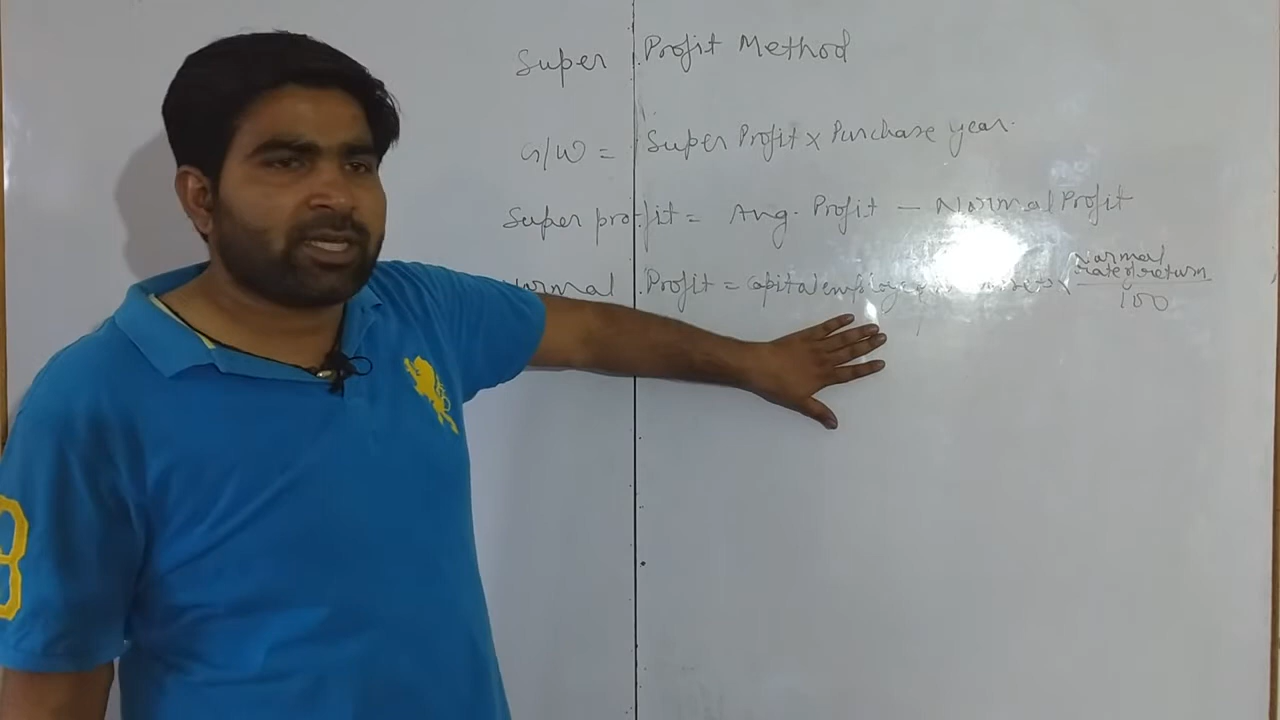 Super Profit Method
G/W = Super Profit x Purchase year.
Super profit = Avg. Profit - Normal Profit
Normal Profit = Capital employed x Normal rate of return / 100